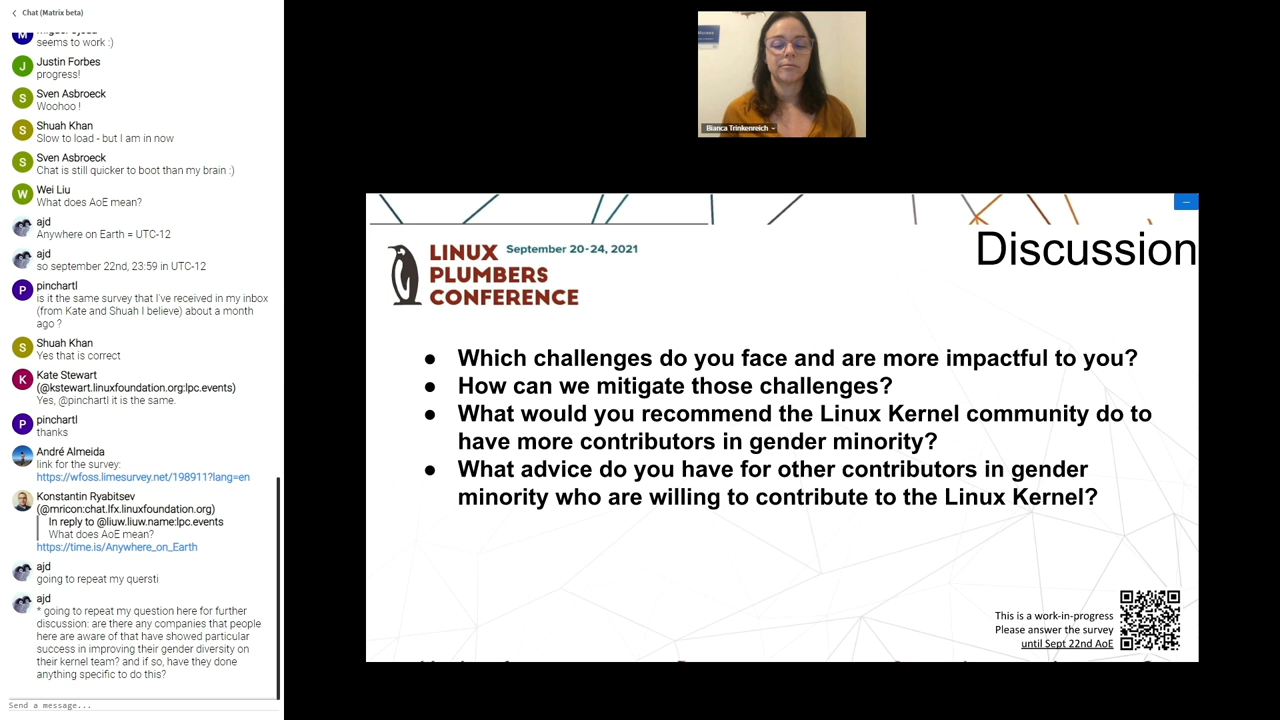 Chat (Matrix beta)
seems to work :)
Justin Forbes
progress!
Sven Asbroeck
Woohoo !
Shuah Khan
Slow to load - but I am in now
Sven Asbroeck
Chat is still quicker to boot than my brain :)
Wei Liu
What does AoE mean?
ajd
Anywhere on Earth = UTC-12
ajd
so september 22nd, 23:59 in UTC-12
pinchartl
is it the same survey that I've received in my inbox
(from Kate and Shuah I believe) about a month
ago ?
Shuah Khan
Yes that is correct
Kate Stewart
(@kstewart.linuxfoundation.org:lpc.events)
Yes, @pinchartl it is the same.
pinchartl
thanks
André Almeida
link for the survey:
https://wfoss.limesurvey.net/198911?lang=en
Konstantin Ryabitsev
(@mricon:chat.lfx.linuxfoundation.org)
In reply to @liuw.liuw.name:lpc.events
What does AoE mean?
https://time.is/Anywhere_on_Earth
ajd
going to repeat my quersti
ajd
* going to repeat my question here for further
discussion: are there any companies that people
here are aware of that have showed particular
success in improving their gender diversity on
their kernel team? and if so, have they done
anything specific to do this?
Send a message...
Bianca Trinkenreich
LINUX September 20-24, 2021
PLUMBERS
CONFERENCE
Discussion
● Which challenges do you face and are more impactful to you?
● How can we mitigate those challenges?
● What would you recommend the Linux Kernel community do to
have more contributors in gender minority?
● What advice do you have for other contributors in gender
minority who are willing to contribute to the Linux Kernel?
This is a work-in-progress
Please answer the survey
until Sept 22nd AoE